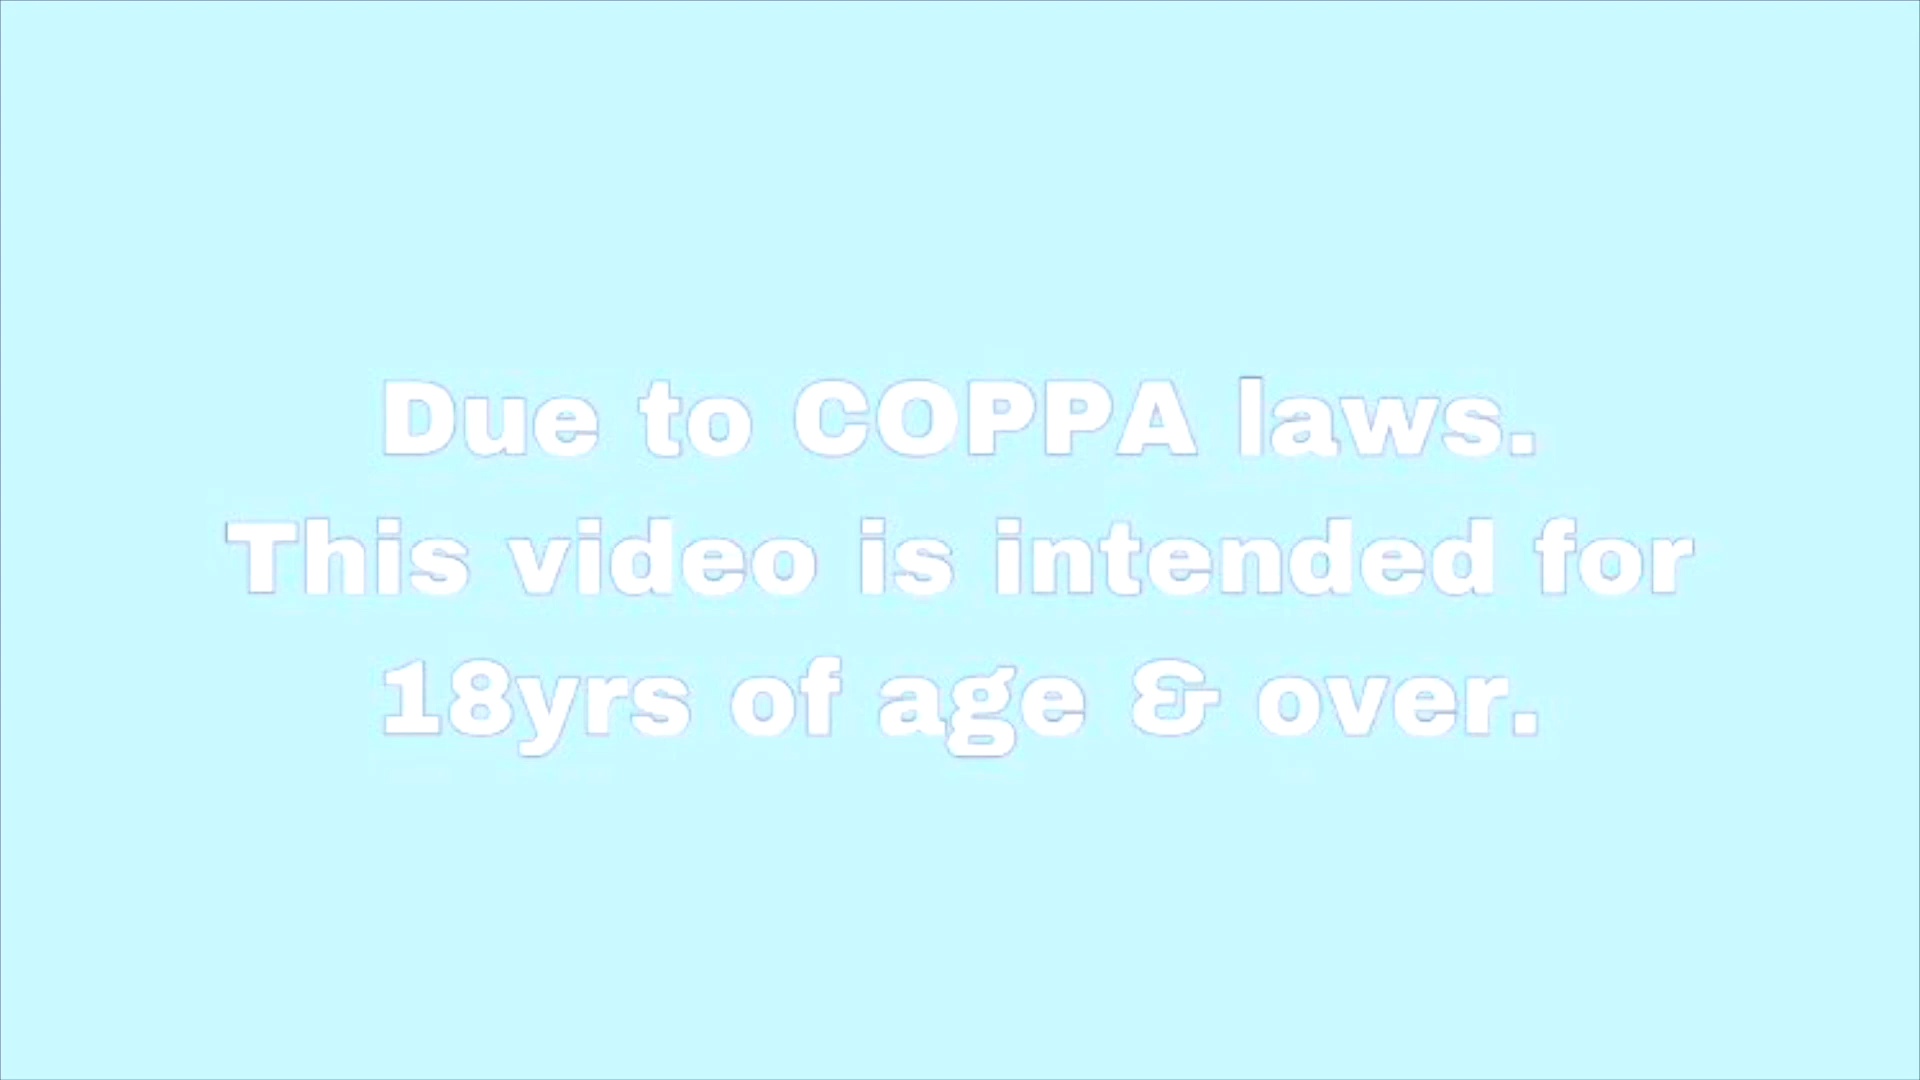 Due to COPPA laws.
This video is intended for
18yrs of age & over.